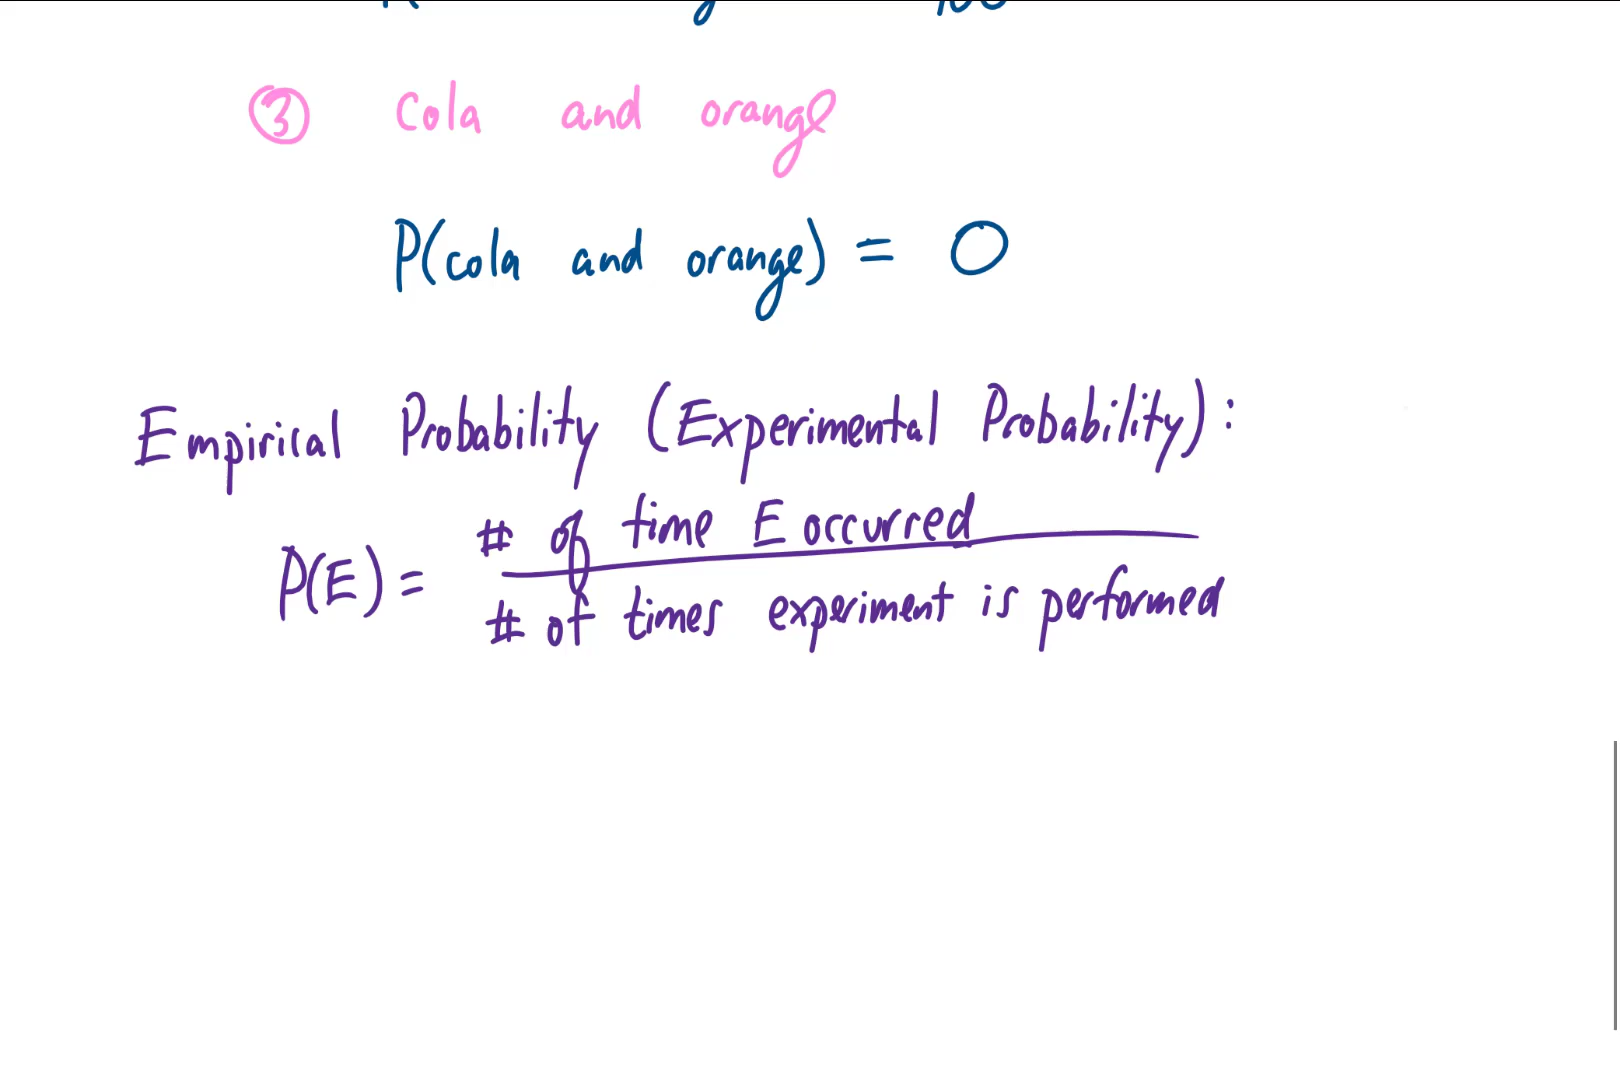 ③ Cola and orange
P(cola and orange) = 0
Empirical Probability (Experimental Probability):
# of time E occurred
P(E) =
# of times experiment is performed